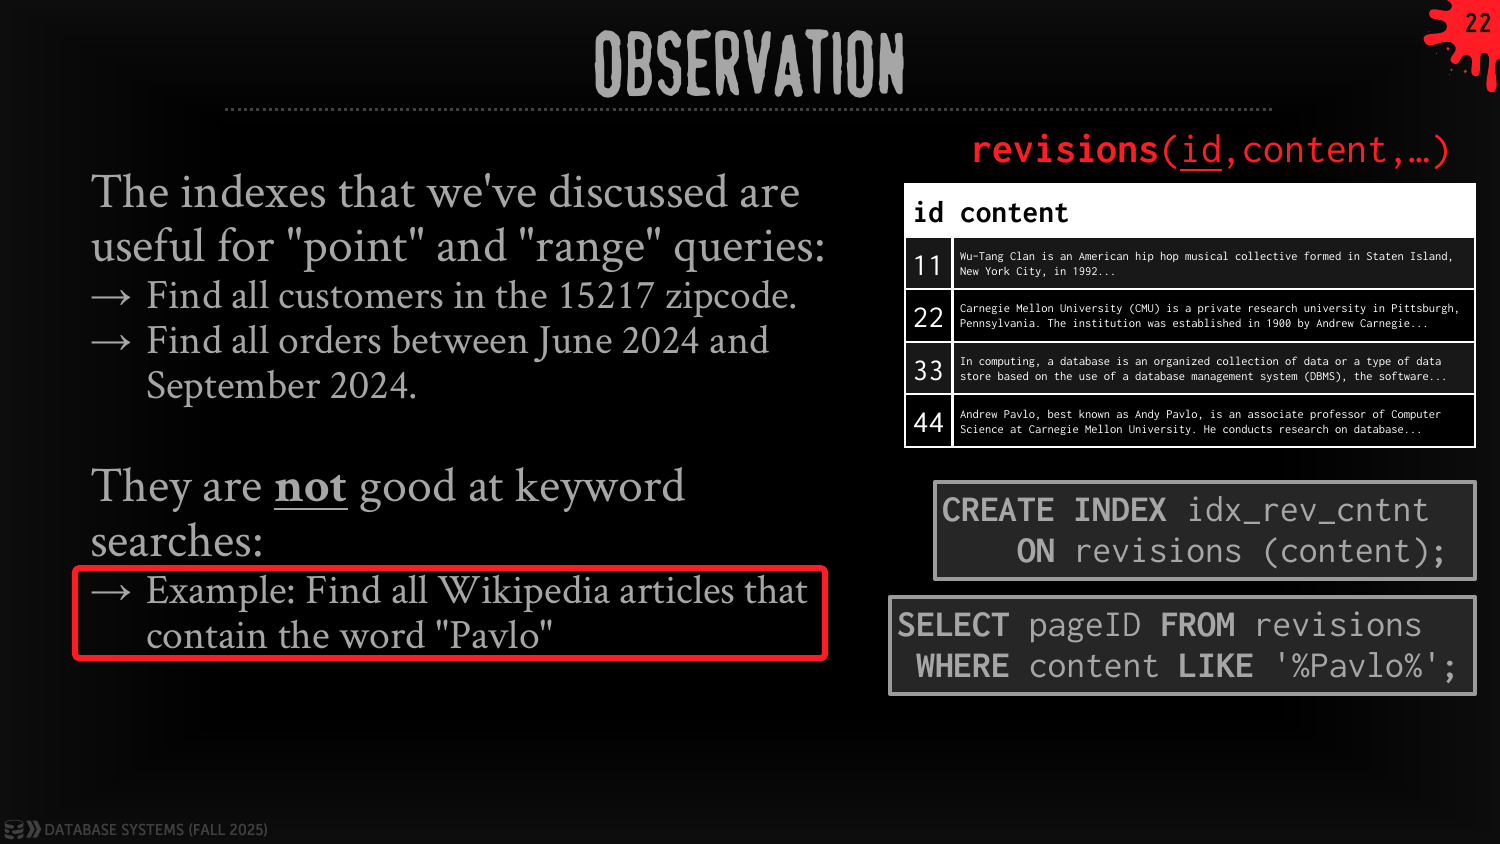 22
OBSERVATION
The indexes that we've discussed are
useful for "point" and "range" queries:
→ Find all customers in the 15217 zipcode.
→ Find all orders between June 2024 and
September 2024.
They are not good at keyword
searches:
→ Example: Find all Wikipedia articles that
contain the word "Pavlo"
revisions(id,content,…)
id content
11 Wu-Tang Clan is an American hip hop musical collective formed in Staten Island,
New York City, in 1992...
22 Carnegie Mellon University (CMU) is a private research university in Pittsburgh,
Pennsylvania. The institution was established in 1900 by Andrew Carnegie...
33 In computing, a database is an organized collection of data or a type of data
store based on the use of a database management system (DBMS), the software...
44 Andrew Pavlo, best known as Andy Pavlo, is an associate professor of Computer
Science at Carnegie Mellon University. He conducts research on database...
CREATE INDEX idx_rev_cntnt
ON revisions (content);
SELECT pageID FROM revisions
WHERE content LIKE '%Pavlo%';
DATABASE SYSTEMS (FALL 2025)